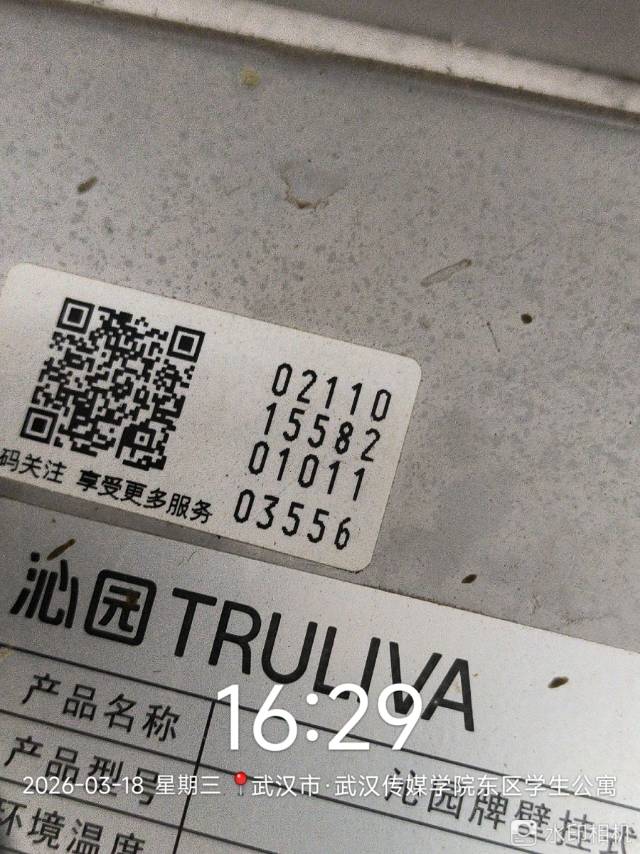 02110
15582
01011
03556
码关注 享受更多服务
沁园 TRULIVA
产品名称
沁园牌壁挂式
产品型号
环境温度
16:29
2026-03-18 星期三 武汉市·武汉传媒学院东区学生公寓
水印相机